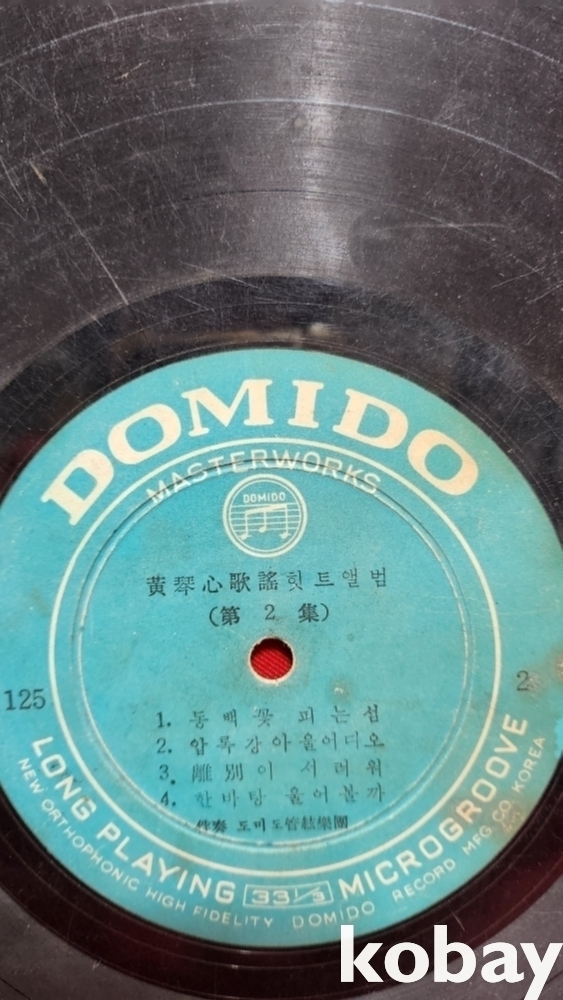 DOMIDO
MASTERWORKS
DOMIDO
黃琴心歌謠힛트앨범
(第 2 集)
125
2
1. 동백꽃 피는섬
2. 압록강아울어다오
3. 離別이 서러워
4. 한바탕 울어볼까
伴奏 도미도管絃樂團
LONG PLAYING 33⅓ MICROGROOVE
NEW ORTHOPHONIC HIGH FIDELITY DOMIDO RECORD MFG CO. KOREA
kobay